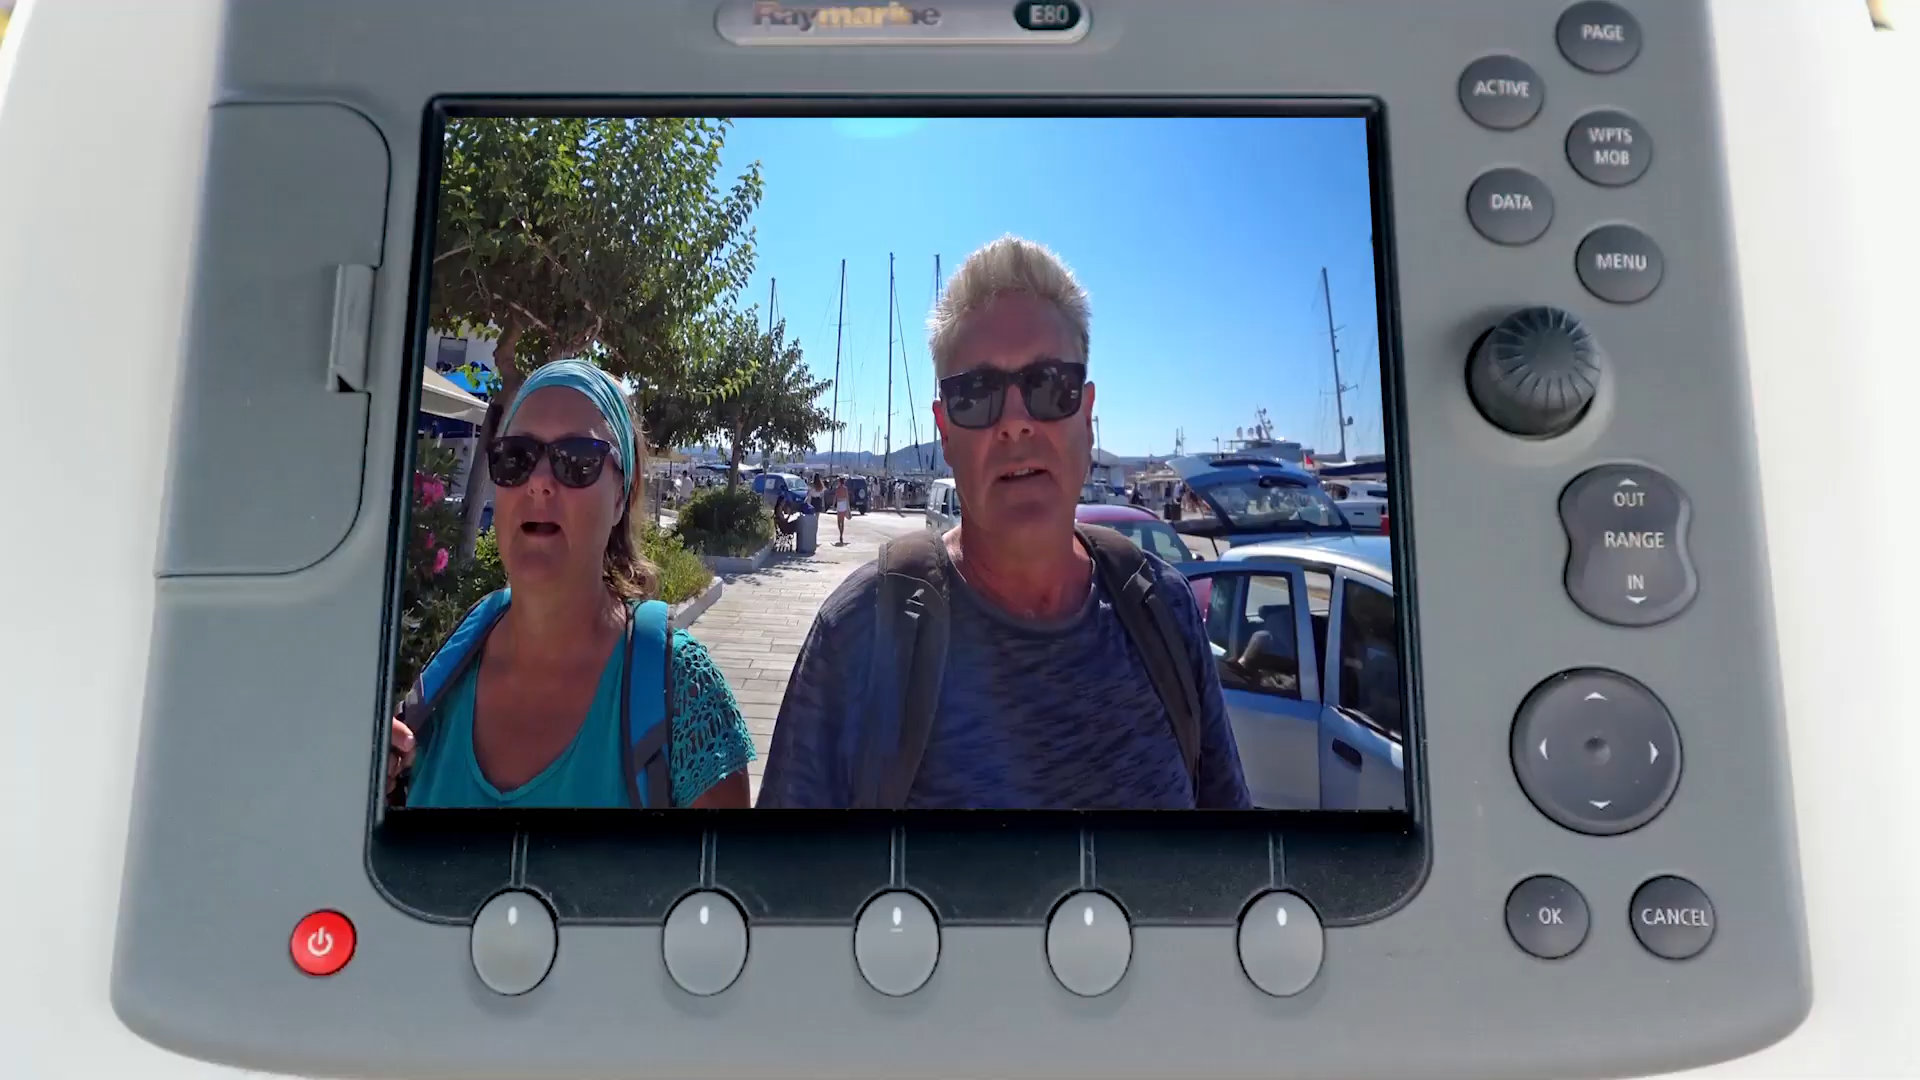 Raymarine E80
PAGE
ACTIVE
WPTS
MOB
DATA
MENU
OUT
RANGE
IN
OK
CANCEL